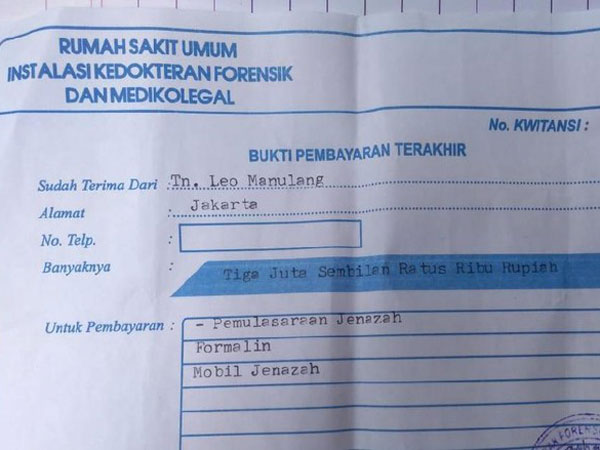 RUMAH SAKIT UMUM
INSTALASI KEDOKTERAN FORENSIK
DAN MEDIKOLEGAL
No. KWITANSI :
BUKTI PEMBAYARAN TERAKHIR
Sudah Terima Dari : Tn. Leo Manulang
Alamat : Jakarta
No. Telp. :
Banyaknya : Tiga Juta Sembilan Ratus Ribu Rupiah
Untuk Pembayaran : - Pemulasaraan Jenazah
Formalin
Mobil Jenazah